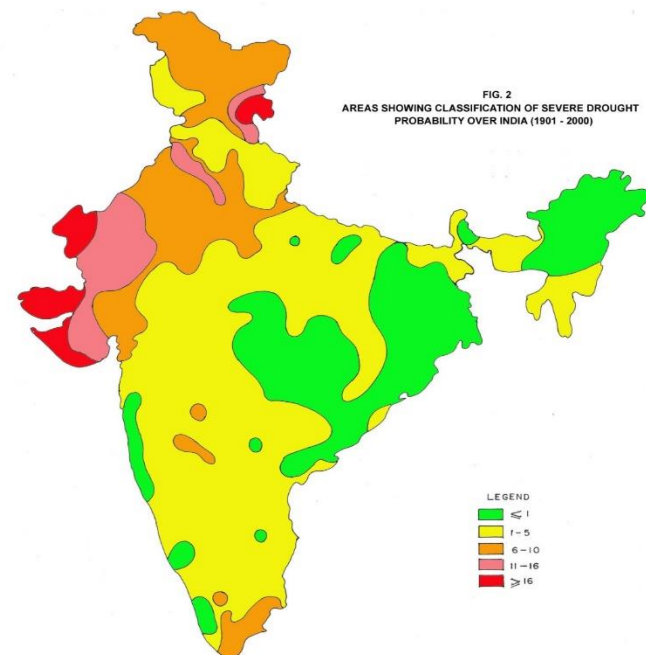 FIG. 2
AREAS SHOWING CLASSIFICATION OF SEVERE DROUGHT
PROBABILITY OVER INDIA (1901 - 2000)
LEGEND
⩽ 1
1-5
6-10
11-16
⩾ 16